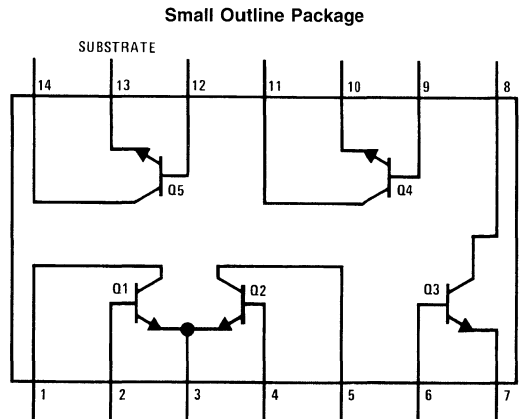 Small Outline Package
SUBSTRATE
14 13 12 11 10 9 8
Q5 Q4
Q1 Q2 Q3
1 2 3 4 5 6 7